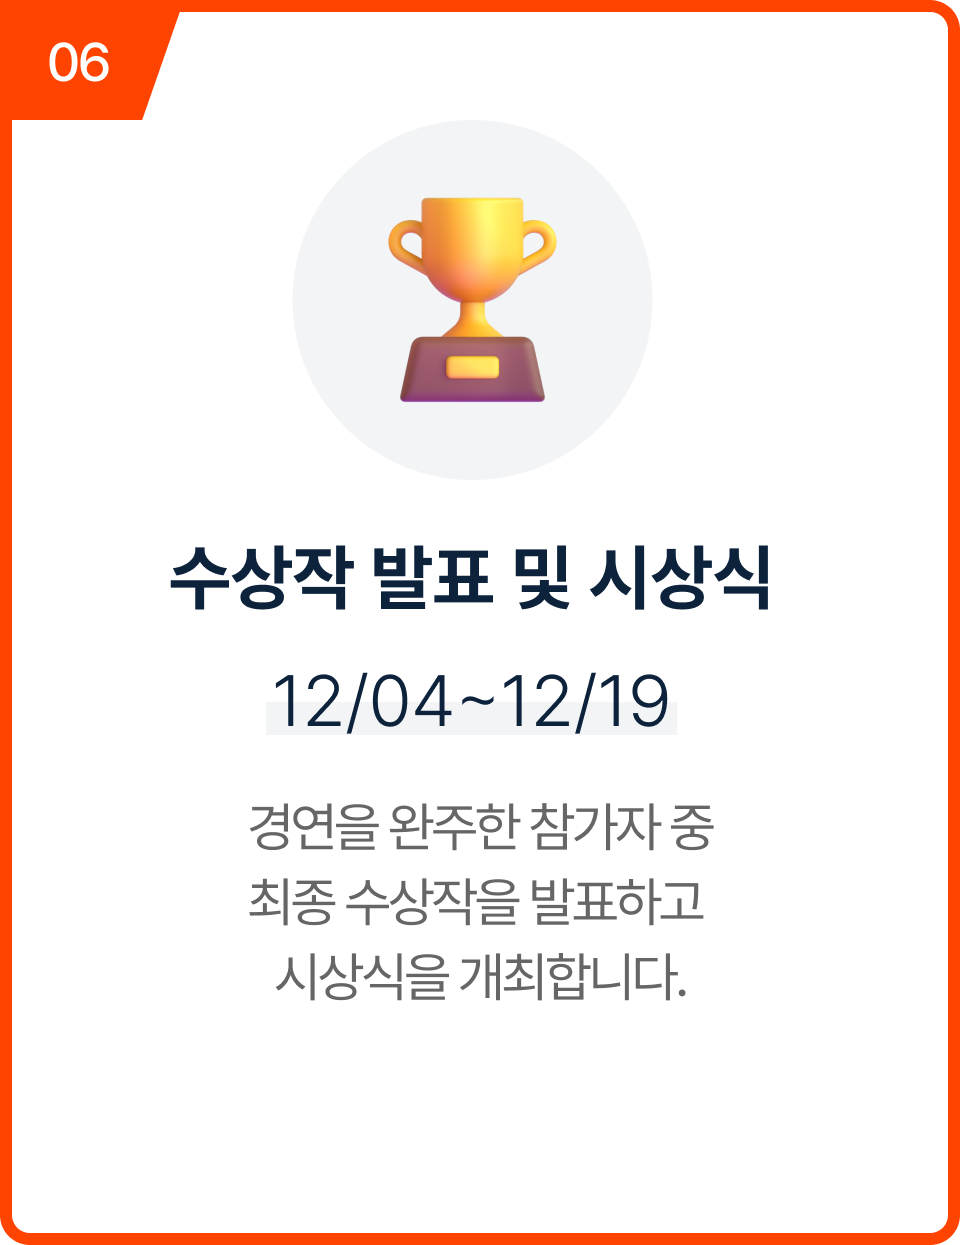 06
수상작 발표 및 시상식
12/04~12/19
경연을 완주한 참가자 중
최종 수상작을 발표하고
시상식을 개최합니다.